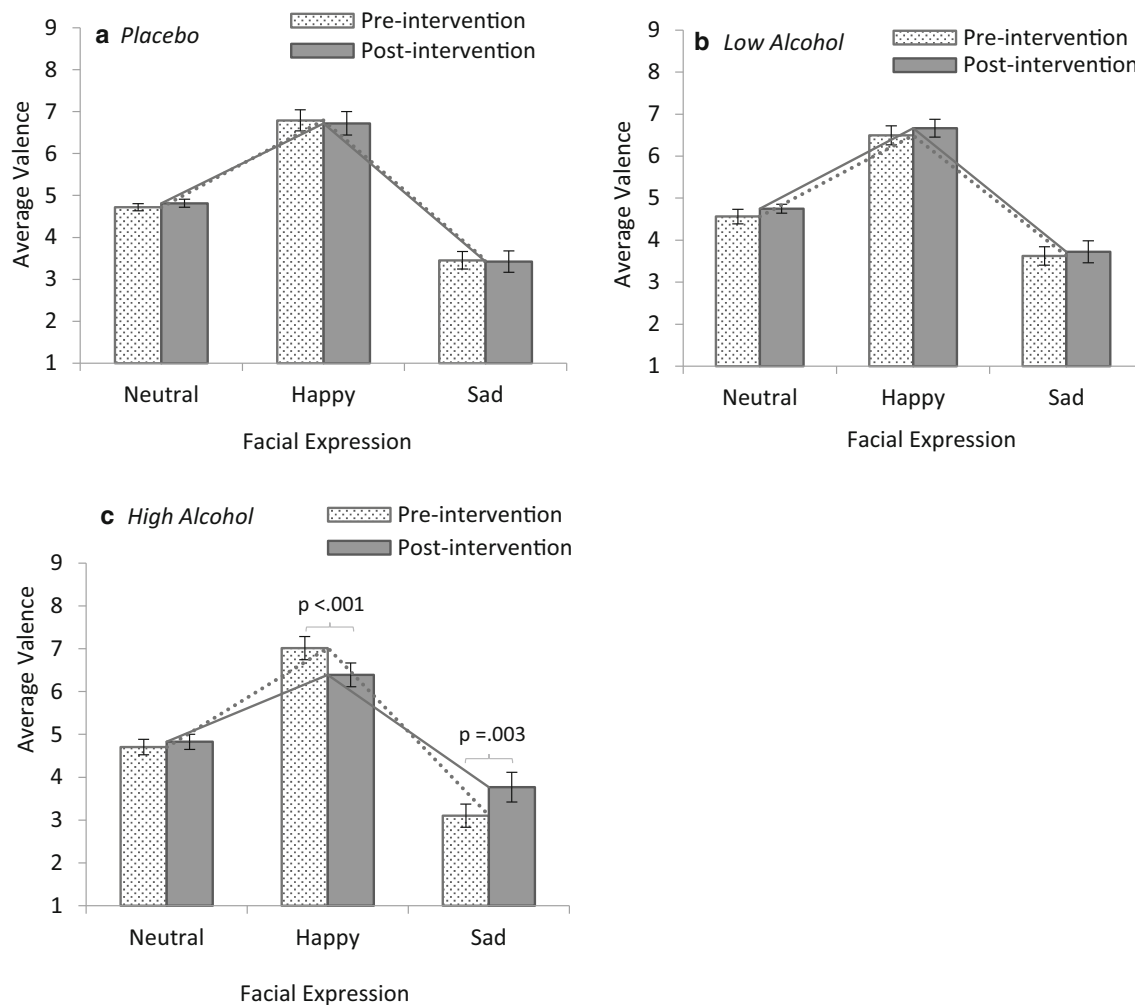 a Placebo
Pre-intervention
Post-intervention
9
8
7
6
5
4
3
2
1
Average Valence
Neutral Happy Sad
Facial Expression
b Low Alcohol
Pre-intervention
Post-intervention
9
8
7
6
5
4
3
2
1
Average Valence
Neutral Happy Sad
Facial Expression
c High Alcohol
Pre-intervention
Post-intervention
9
8
7
6
5
4
3
2
1
Average Valence
p <.001
p =.003
Neutral Happy Sad
Facial Expression